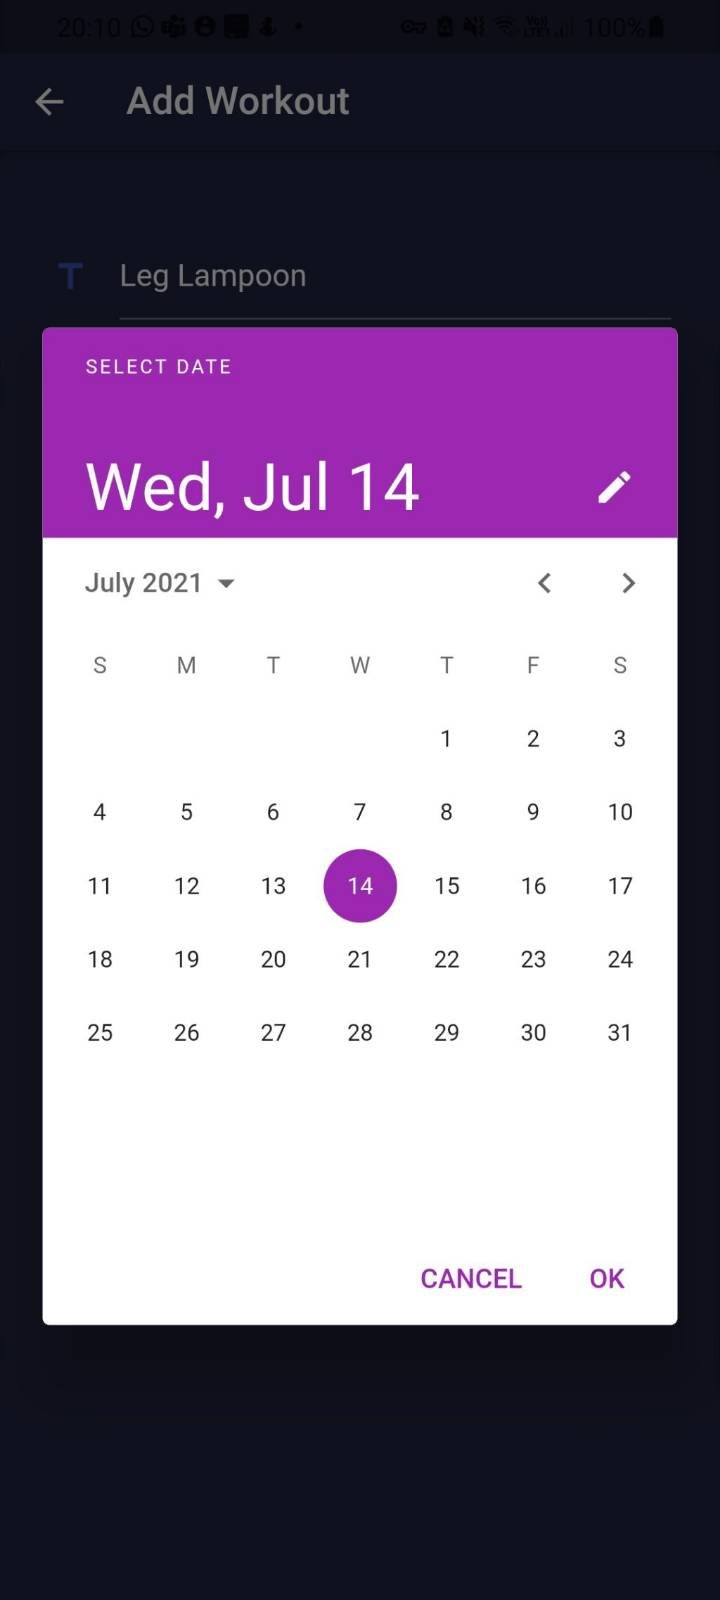 20:10 100%
Add Workout
Leg Lampoon
SELECT DATE
Wed, Jul 14
July 2021
S M T W T F S
1 2 3
4 5 6 7 8 9 10
11 12 13 14 15 16 17
18 19 20 21 22 23 24
25 26 27 28 29 30 31
CANCEL OK